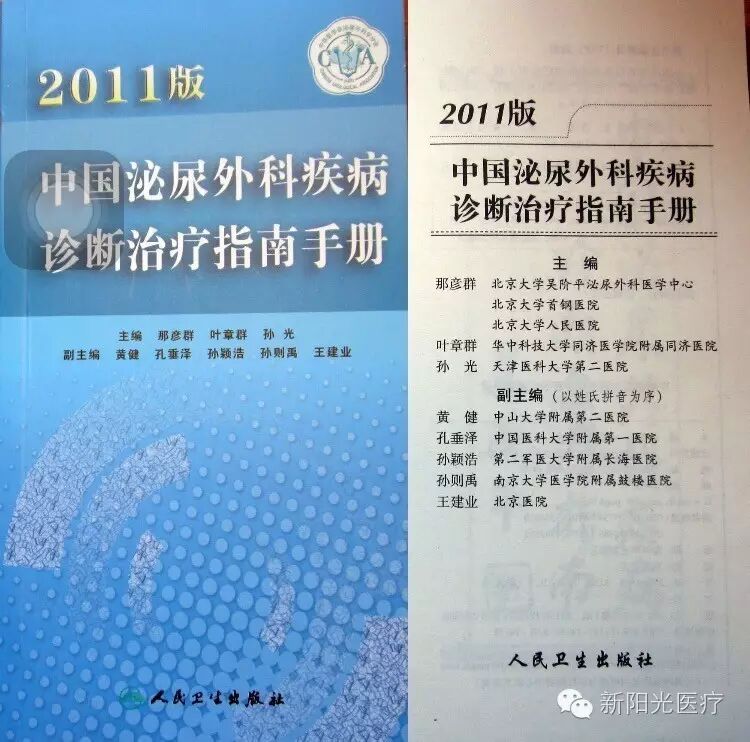 2011版
中国泌尿外科疾病
诊断治疗指南手册
主编 那彦群 叶章群 孙光
副主编 黄健 孔垂泽 孙颖浩 孙则禹 王建业
人民卫生出版社
CUA
2011版
中国泌尿外科疾病
诊断治疗指南手册
主 编
那彦群 北京大学吴阶平泌尿外科医学中心
北京大学首钢医院
北京大学人民医院
叶章群 华中科技大学同济医学院附属同济医院
孙 光 天津医科大学第二医院
副主编(以姓氏拼音为序)
黄 健 中山大学附属第二医院
孔垂泽 中国医科大学附属第一医院
孙颖浩 第二军医大学附属长海医院
孙则禹 南京大学医学院附属鼓楼医院
王建业 北京医院
人民卫生出版社
新阳光医疗